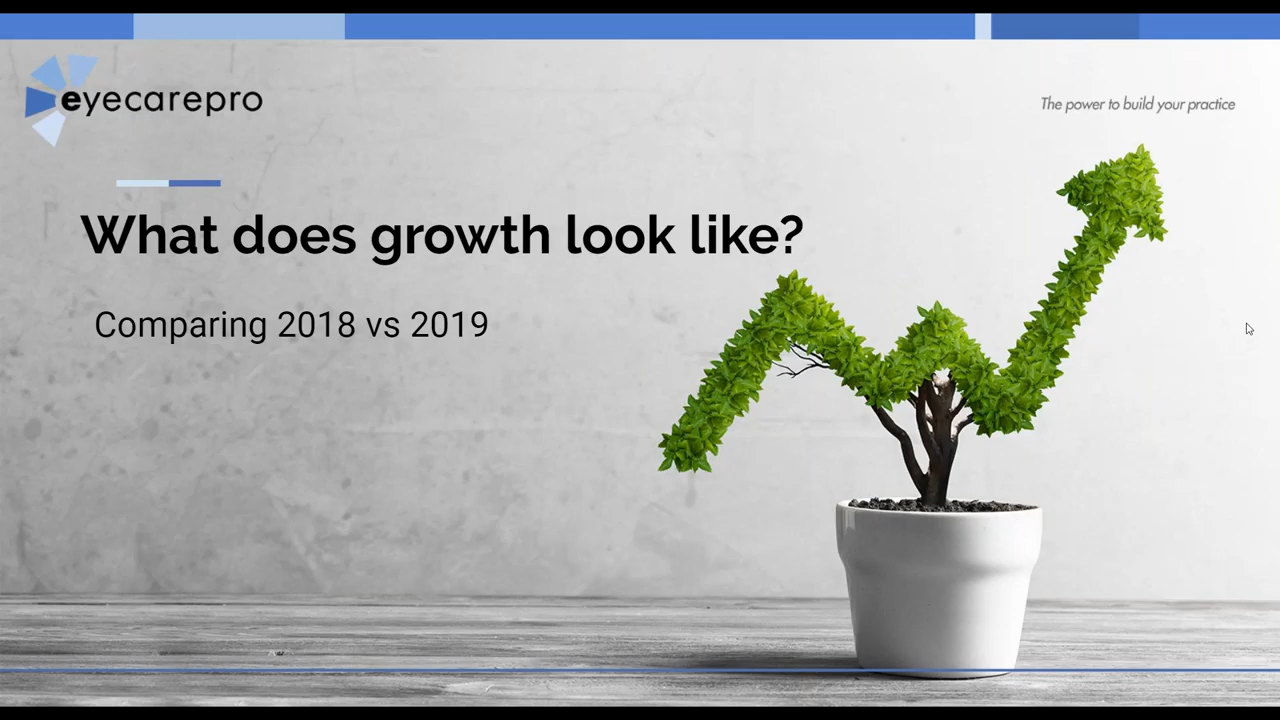 eyecarepro
The power to build your practice
What does growth look like?
Comparing 2018 vs 2019